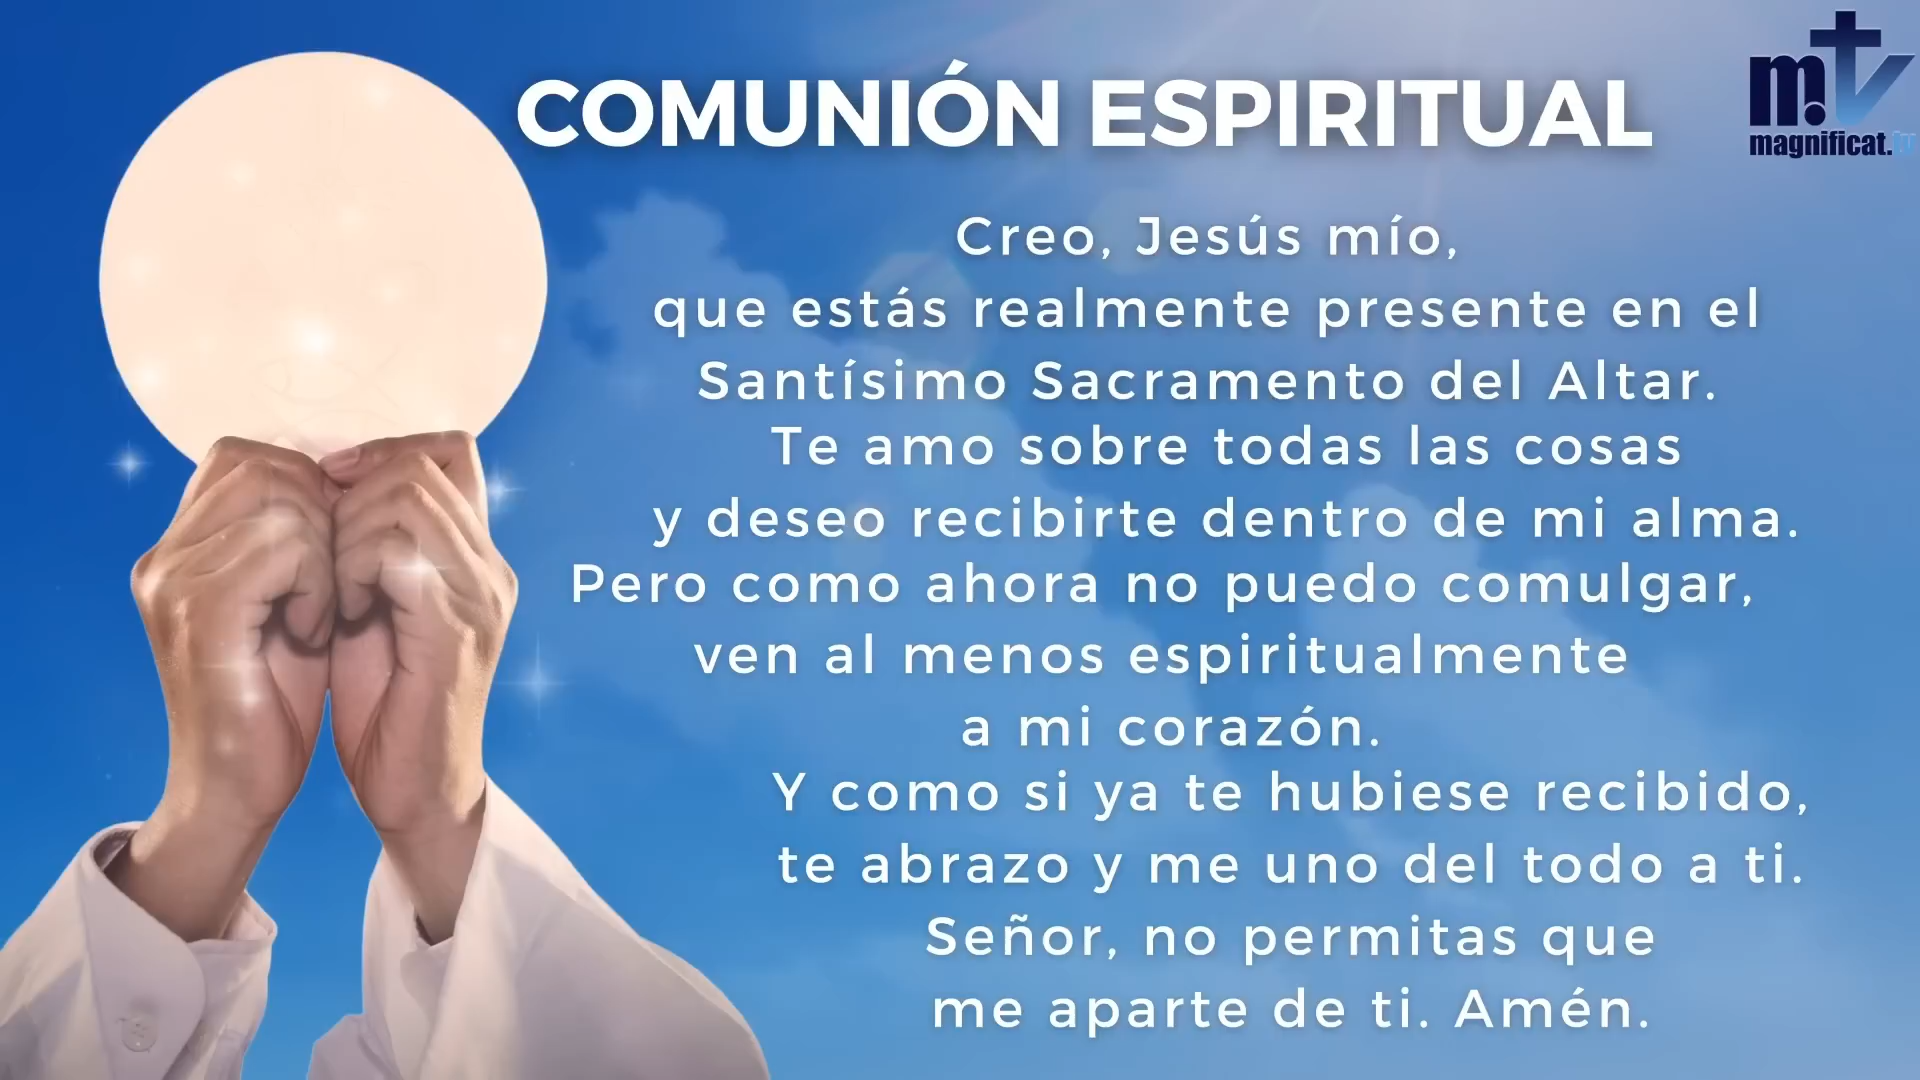 COMUNIÓN ESPIRITUAL
mtv
magnificat.tv
Creo, Jesús mío,
que estás realmente presente en el
Santísimo Sacramento del Altar.
Te amo sobre todas las cosas
y deseo recibirte dentro de mi alma.
Pero como ahora no puedo comulgar,
ven al menos espiritualmente
a mi corazón.
Y como si ya te hubiese recibido,
te abrazo y me uno del todo a ti.
Señor, no permitas que
me aparte de ti. Amén.